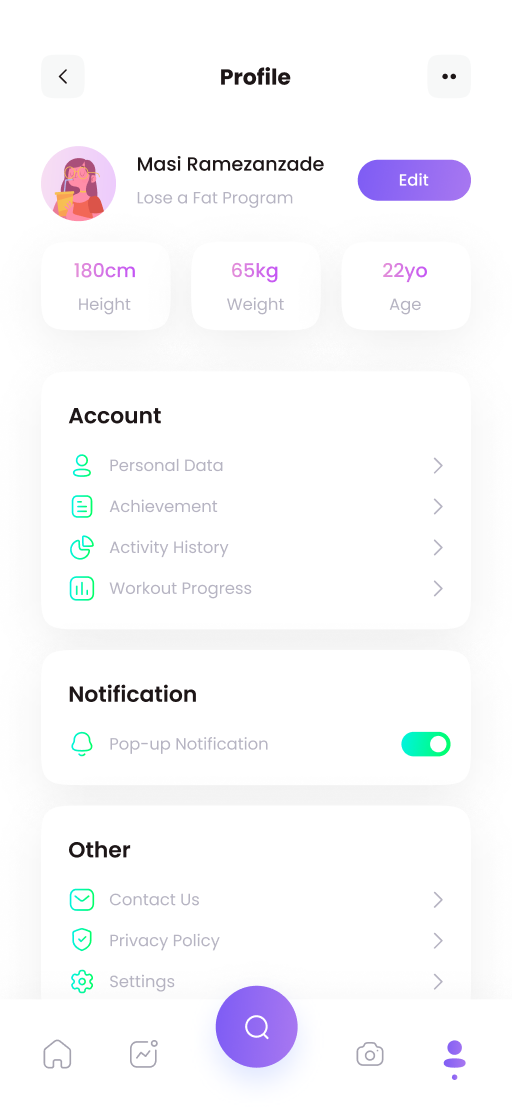 Profile
Masi Ramezanzade
Lose a Fat Program
Edit
180cm
Height
65kg
Weight
22yo
Age
Account
Personal Data
Achievement
Activity History
Workout Progress
Notification
Pop-up Notification
Other
Contact Us
Privacy Policy
Settings